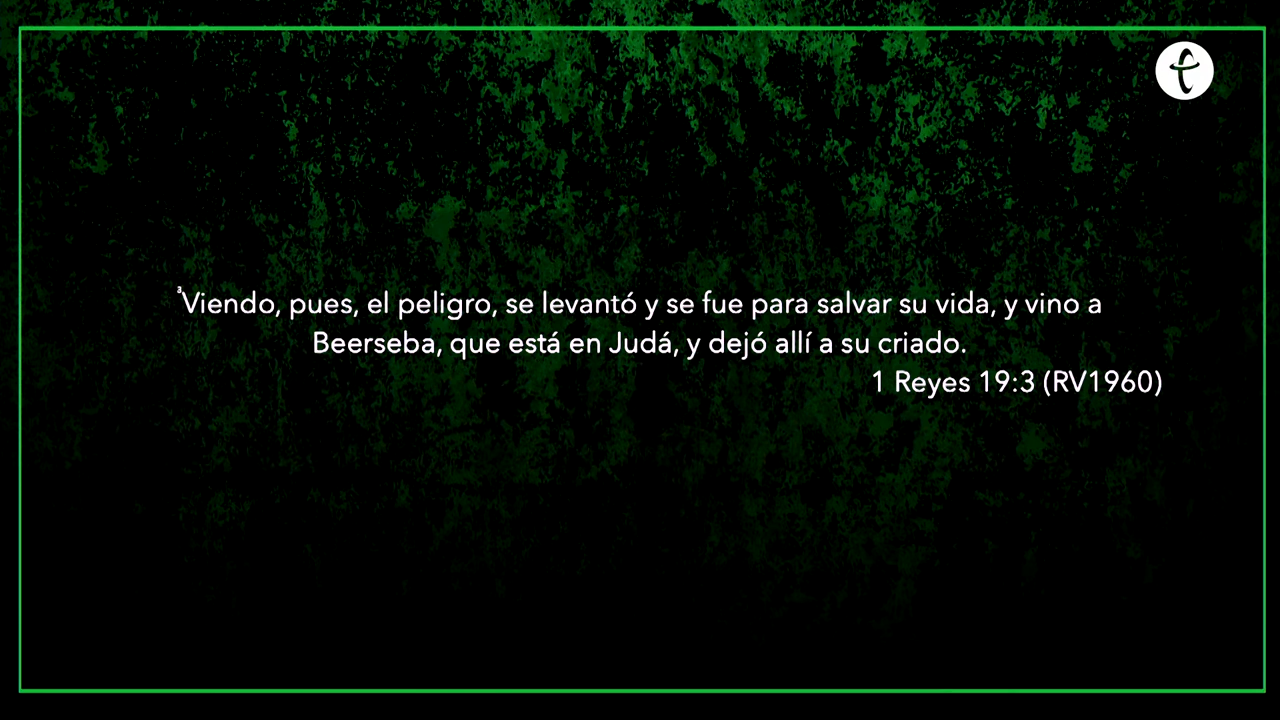 ³Viendo, pues, el peligro, se levantó y se fue para salvar su vida, y vino a
Beerseba, que está en Judá, y dejó allí a su criado.
1 Reyes 19:3 (RV1960)